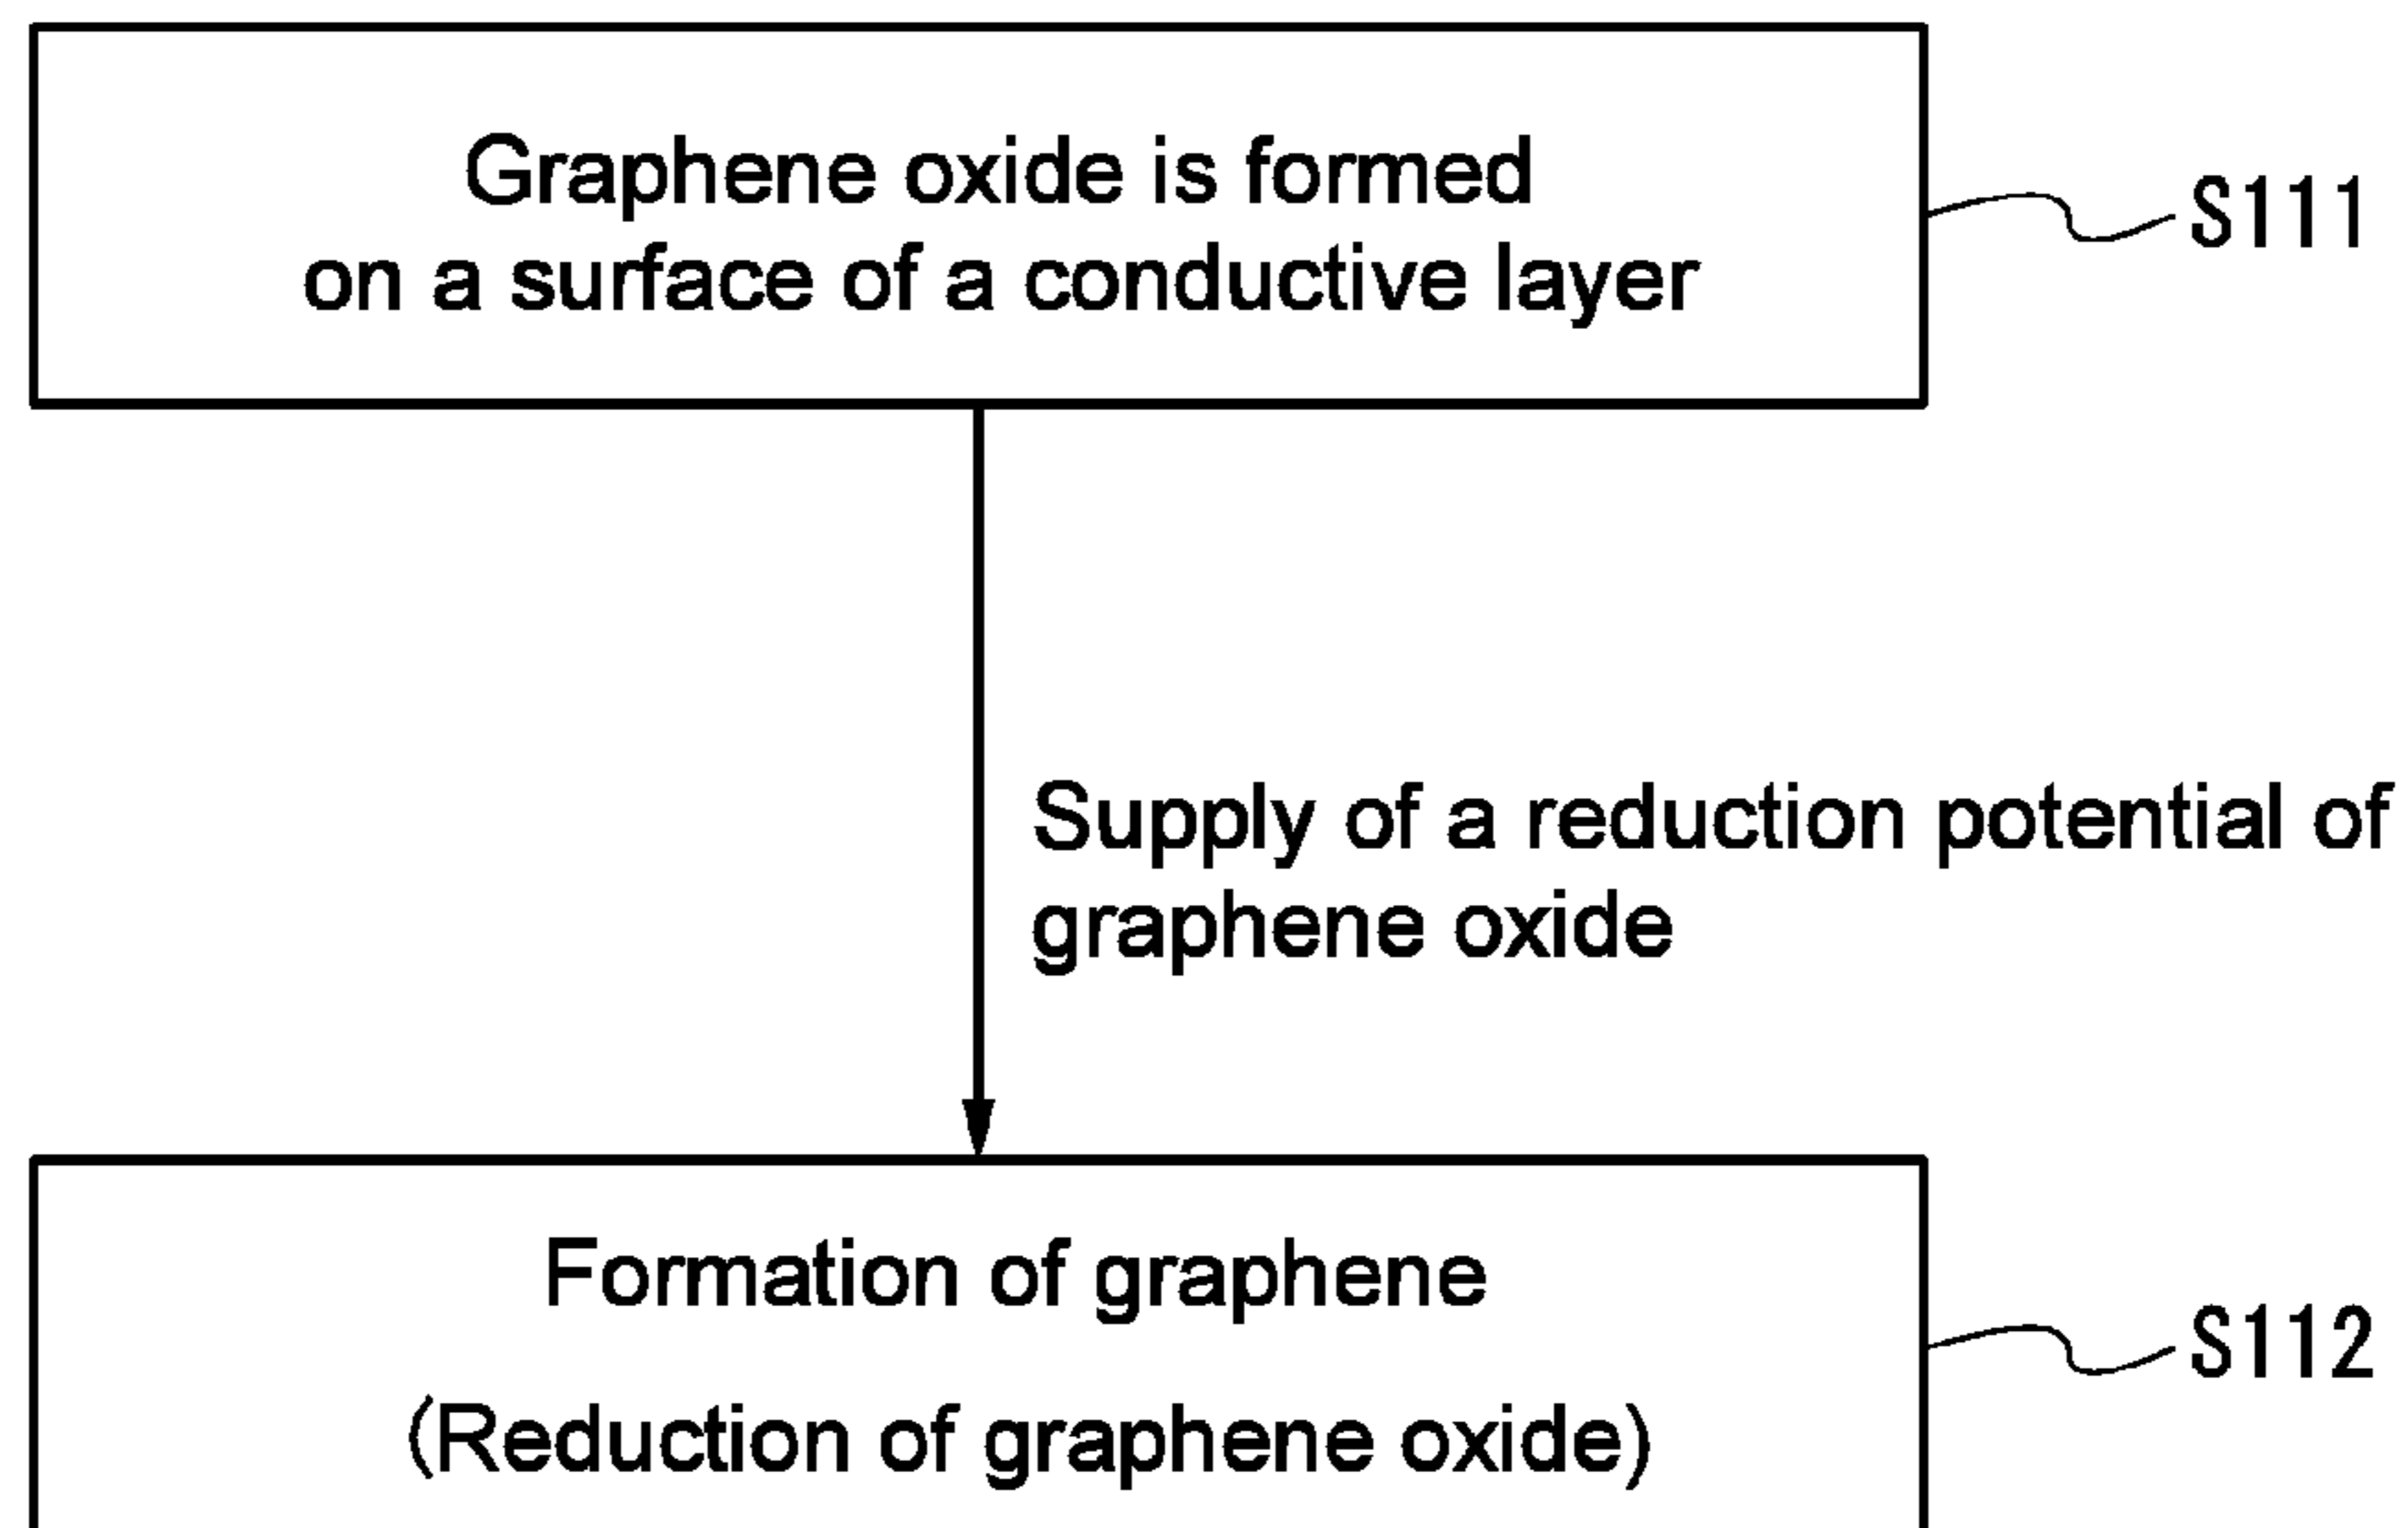 Graphene oxide is formed
on a surface of a conductive layer
S111
Supply of a reduction potential of
graphene oxide
Formation of graphene
(Reduction of graphene oxide)
S112